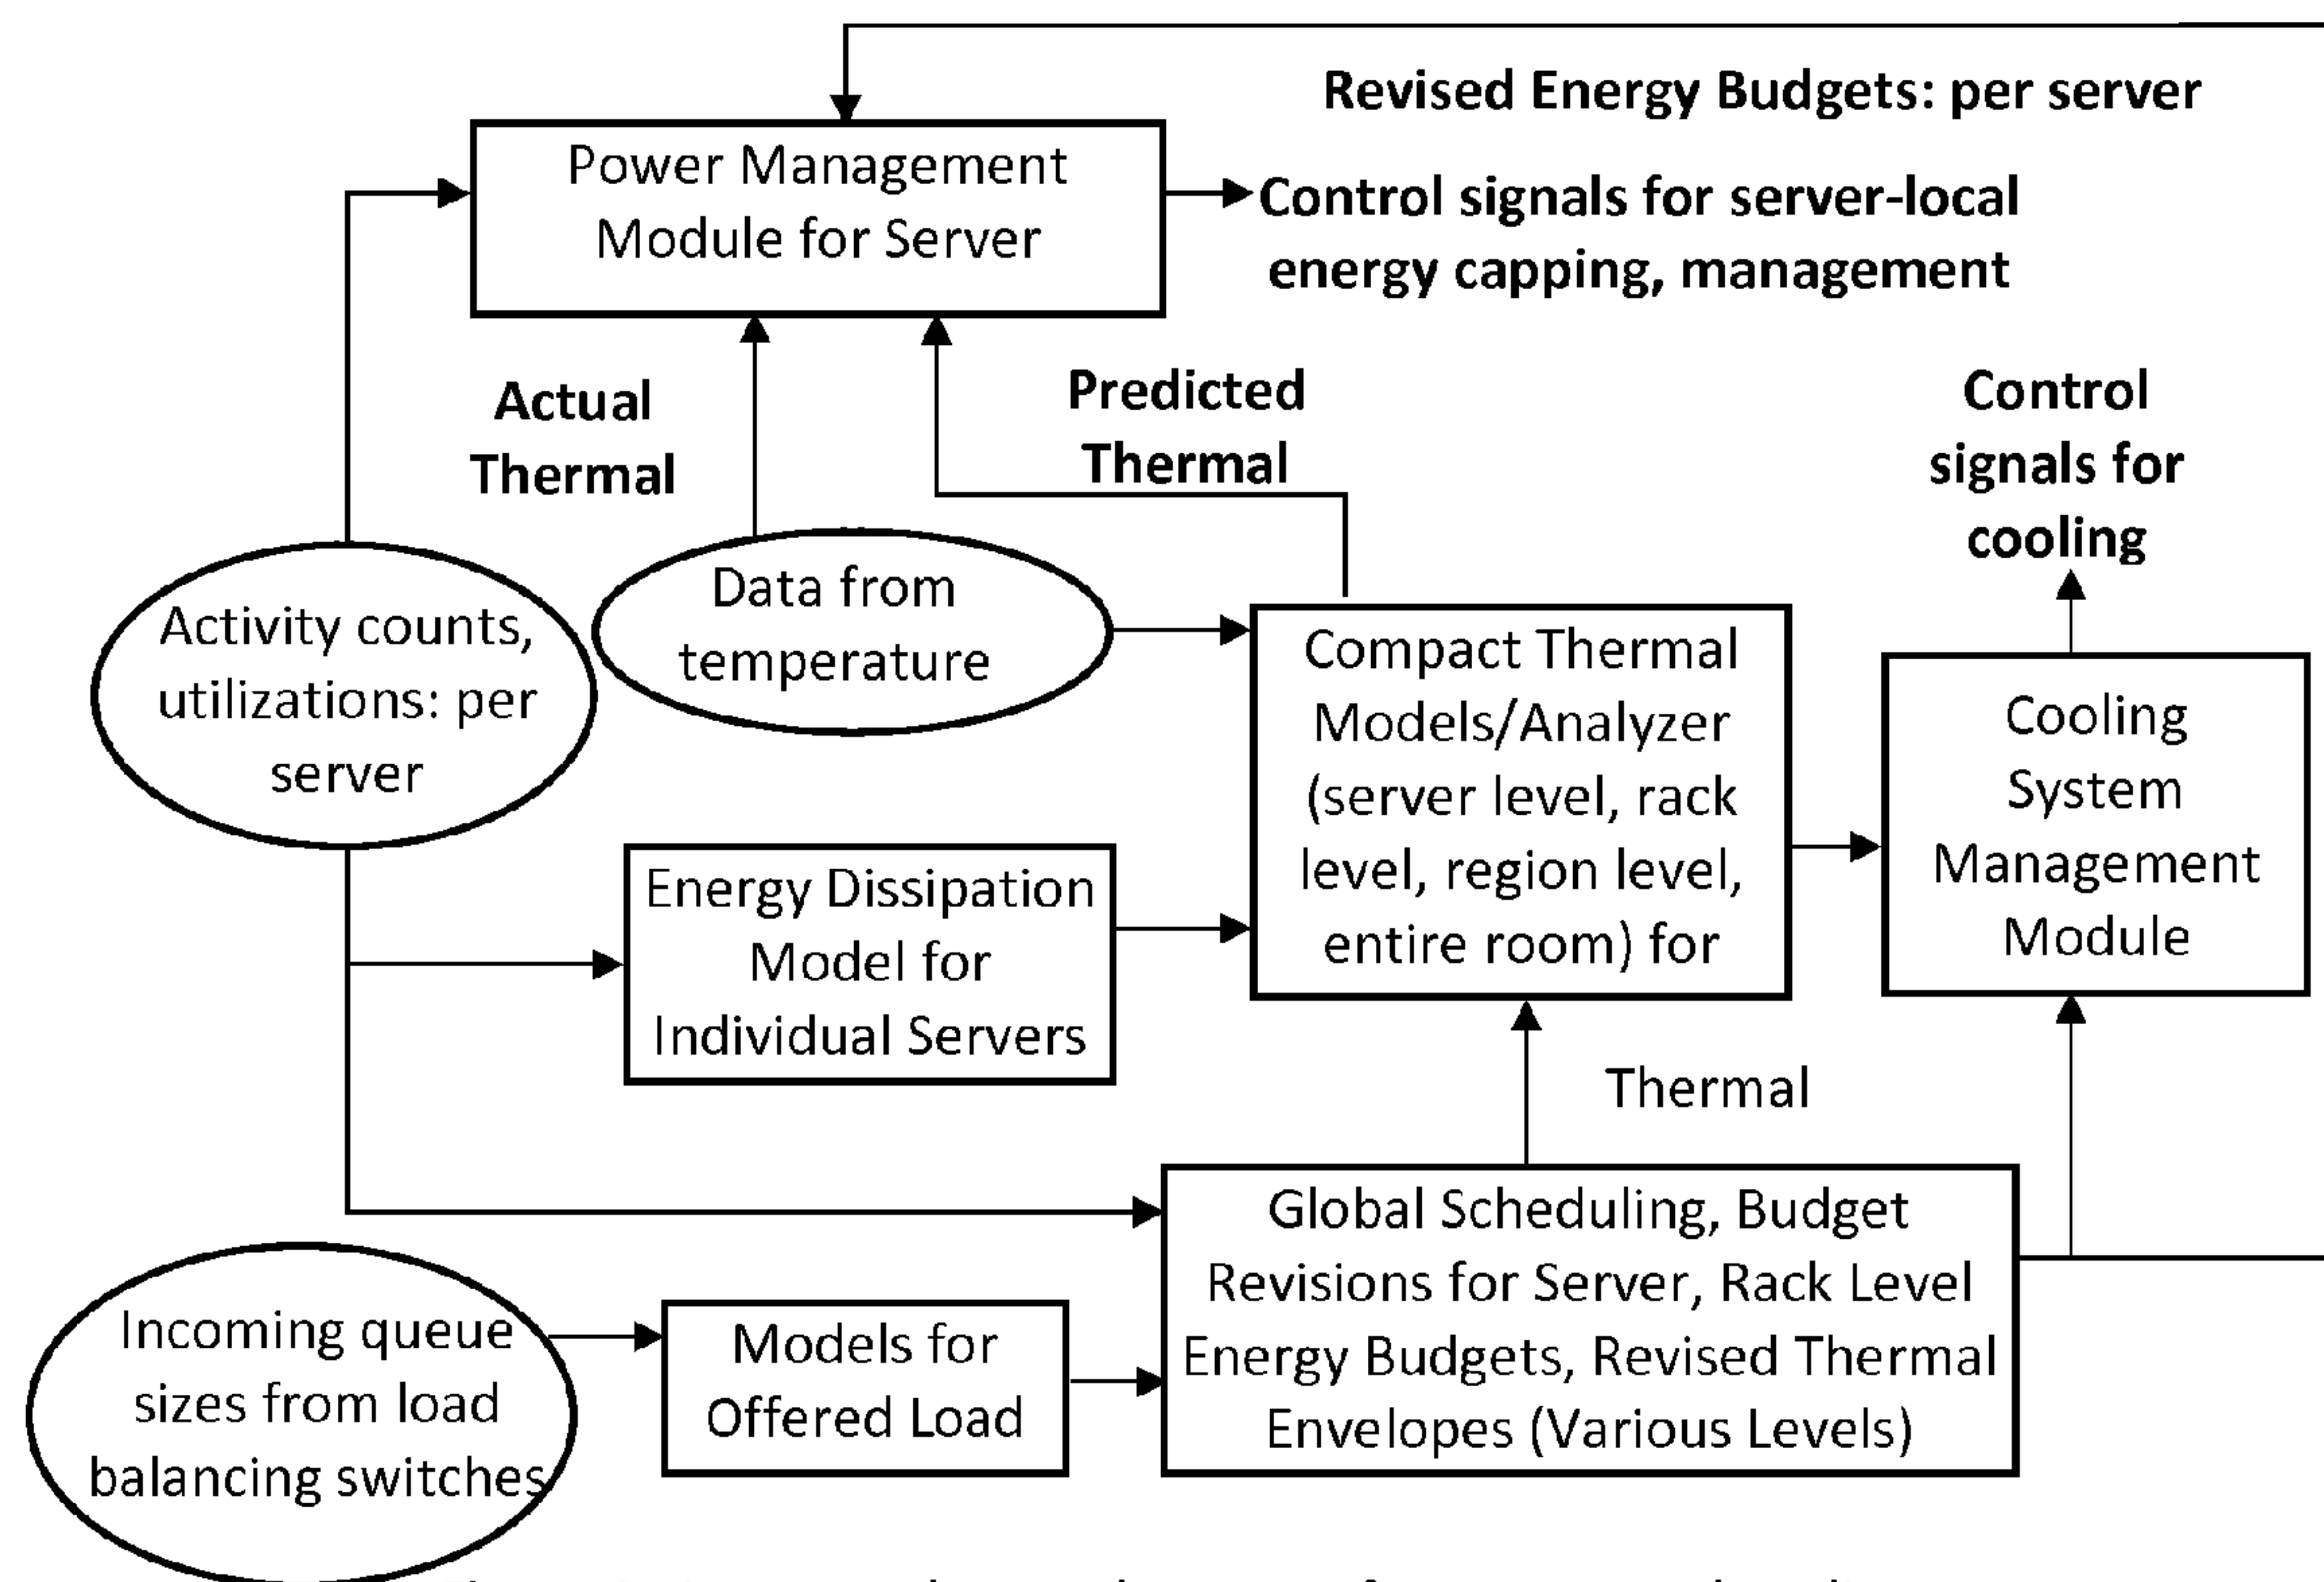 Revised Energy Budgets: per server
Power Management
Module for Server
Control signals for server-local
energy capping, management
Actual
Thermal
Predicted
Thermal
Control
signals for
cooling
Activity counts,
utilizations: per
server
Data from
temperature
Compact Thermal
Models/Analyzer
(server level, rack
level, region level,
entire room) for
Cooling
System
Management
Module
Energy Dissipation
Model for
Individual Servers
Thermal
Global Scheduling, Budget
Revisions for Server, Rack Level
Energy Budgets, Revised Thermal
Envelopes (Various Levels)
Incoming queue
sizes from load
balancing switches
Models for
Offered Load